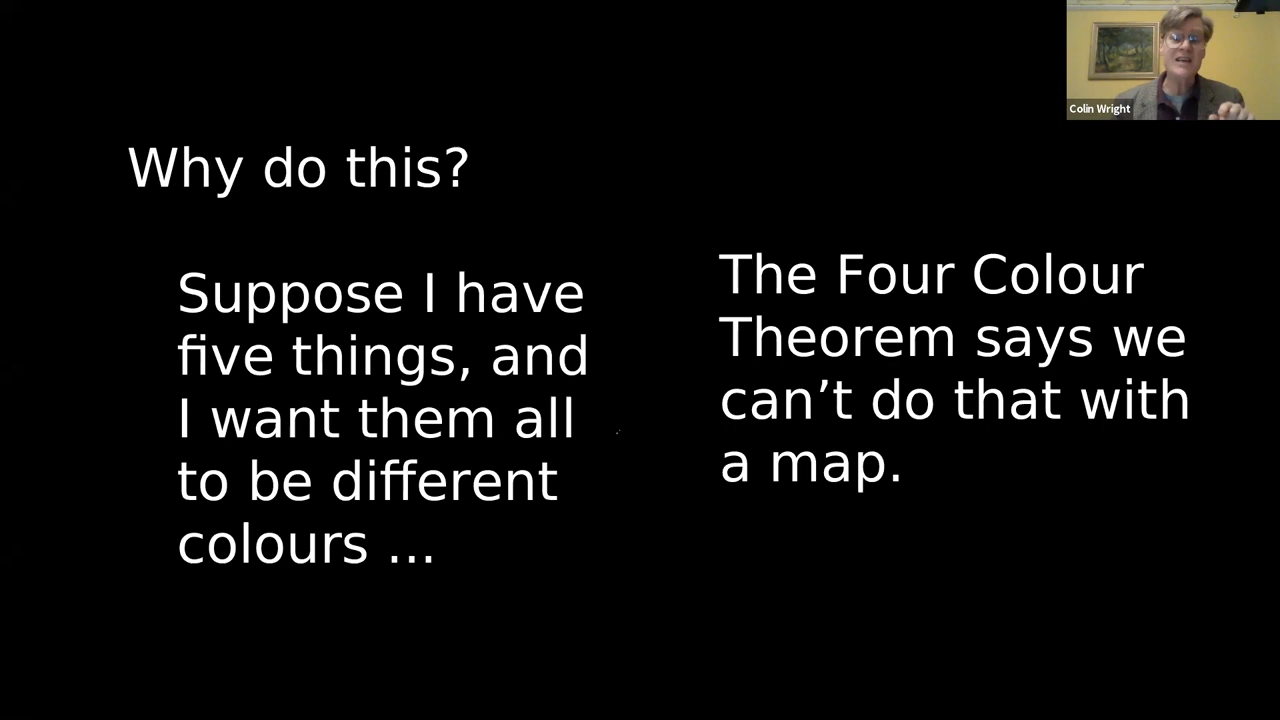 Colin Wright
Why do this?
Suppose I have
five things, and
I want them all
to be different
colours ...
The Four Colour
Theorem says we
can’t do that with
a map.